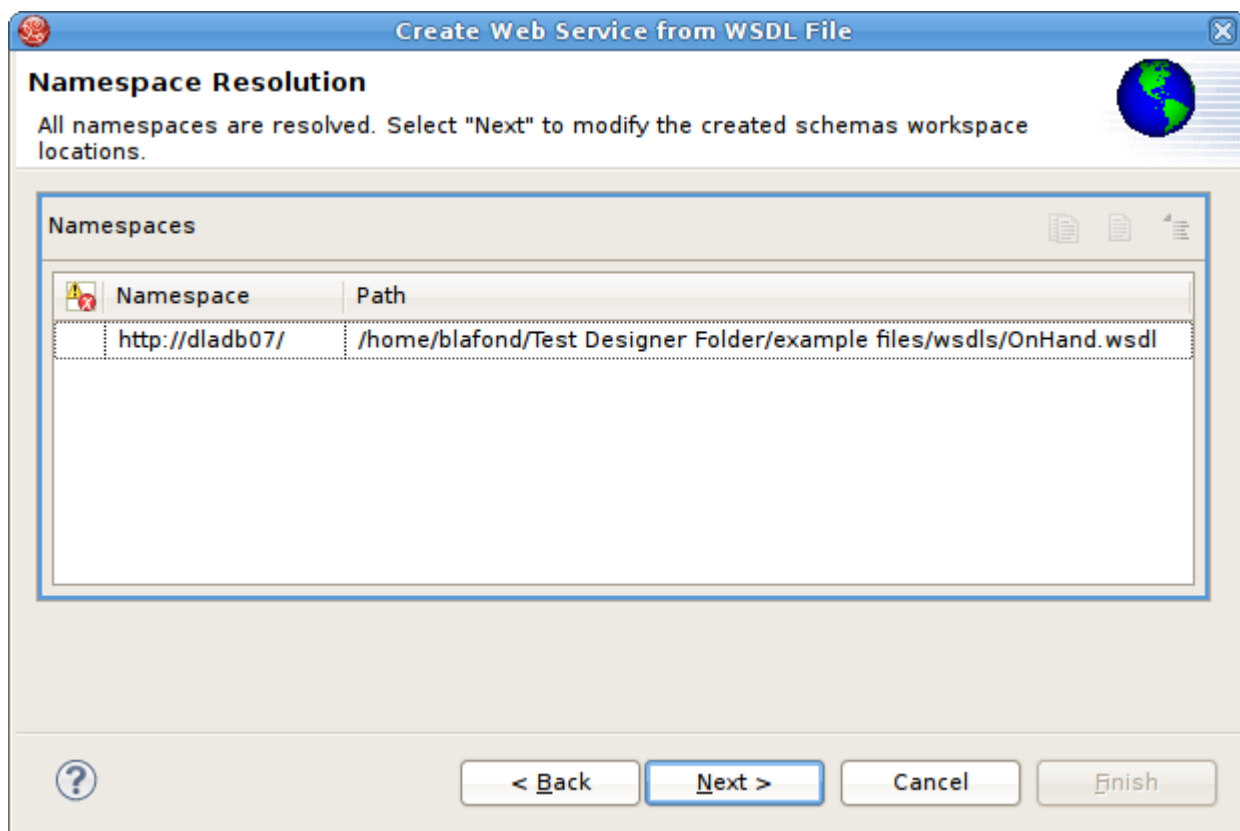 Create Web Service from WSDL File
Namespace Resolution
All namespaces are resolved. Select "Next" to modify the created schemas workspace
locations.
Namespaces
Namespace Path
http://dladb07/ /home/blafond/Test Designer Folder/example files/wsdls/OnHand.wsdl
< Back Next > Cancel Finish